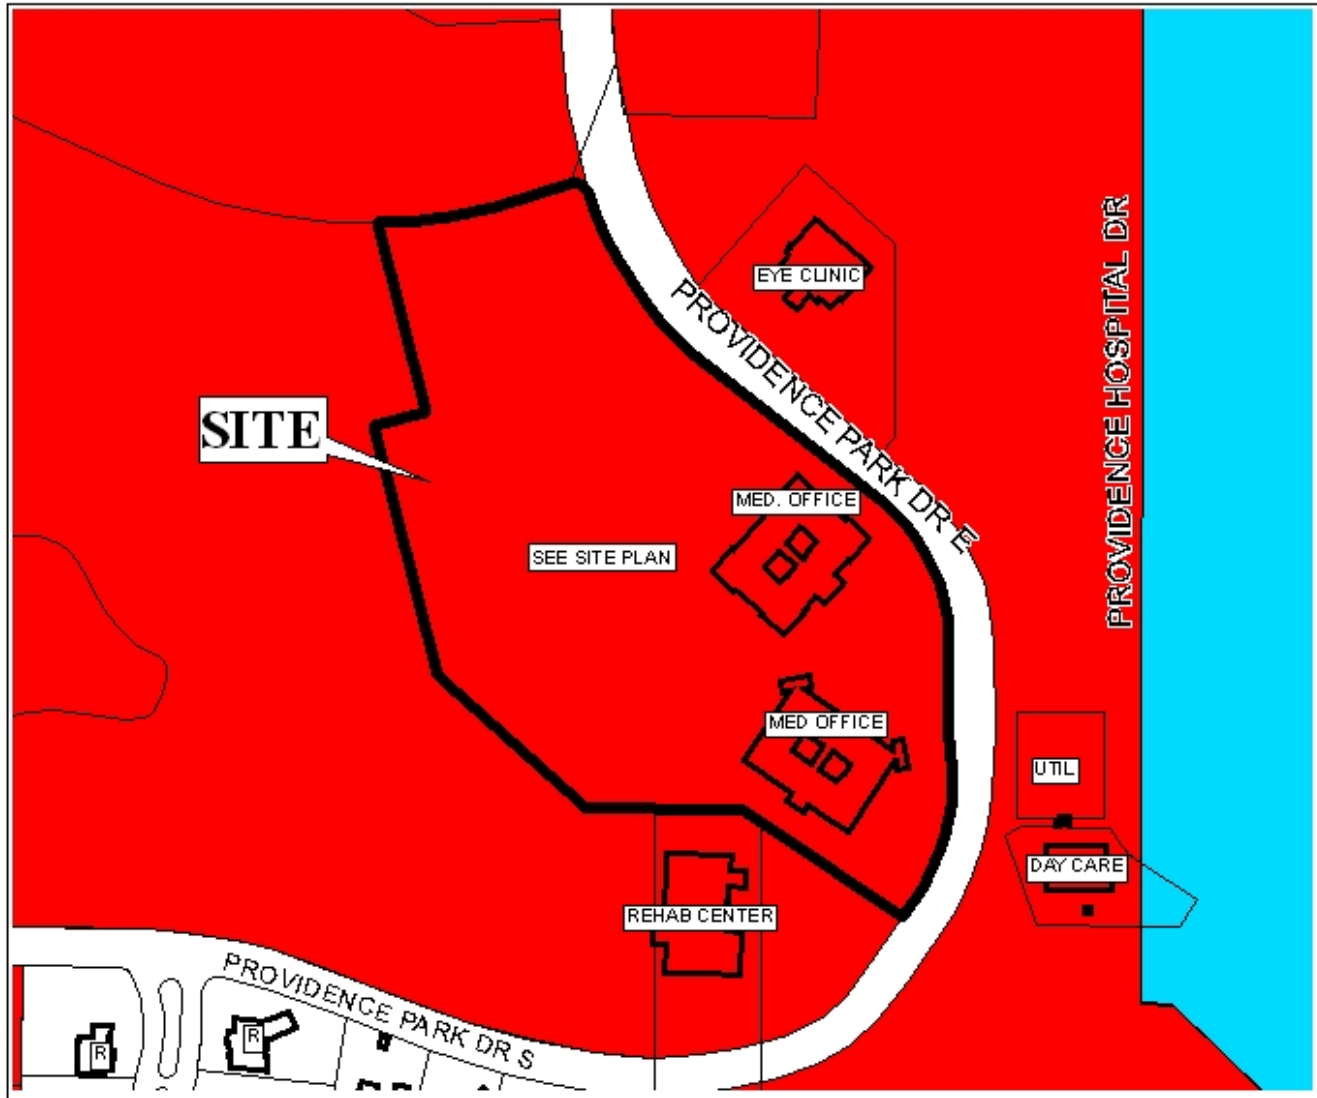 EYE CLINIC
PROVIDENCE PARK DR E
PROVIDENCE HOSPITAL DR
SITE
MED. OFFICE
SEE SITE PLAN
MED OFFICE
UTIL
DAY CARE
REHAB CENTER
PROVIDENCE PARK DR S
R
R